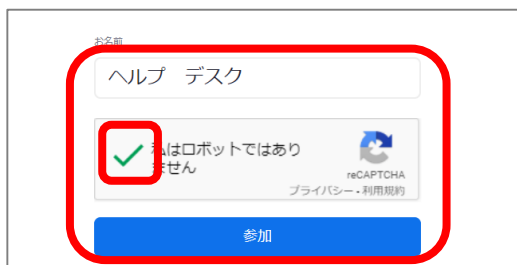 お名前
ヘルプ　デスク
私はロボットではあり
ません
reCAPTCHA
プライバシー • 利用規約
参加